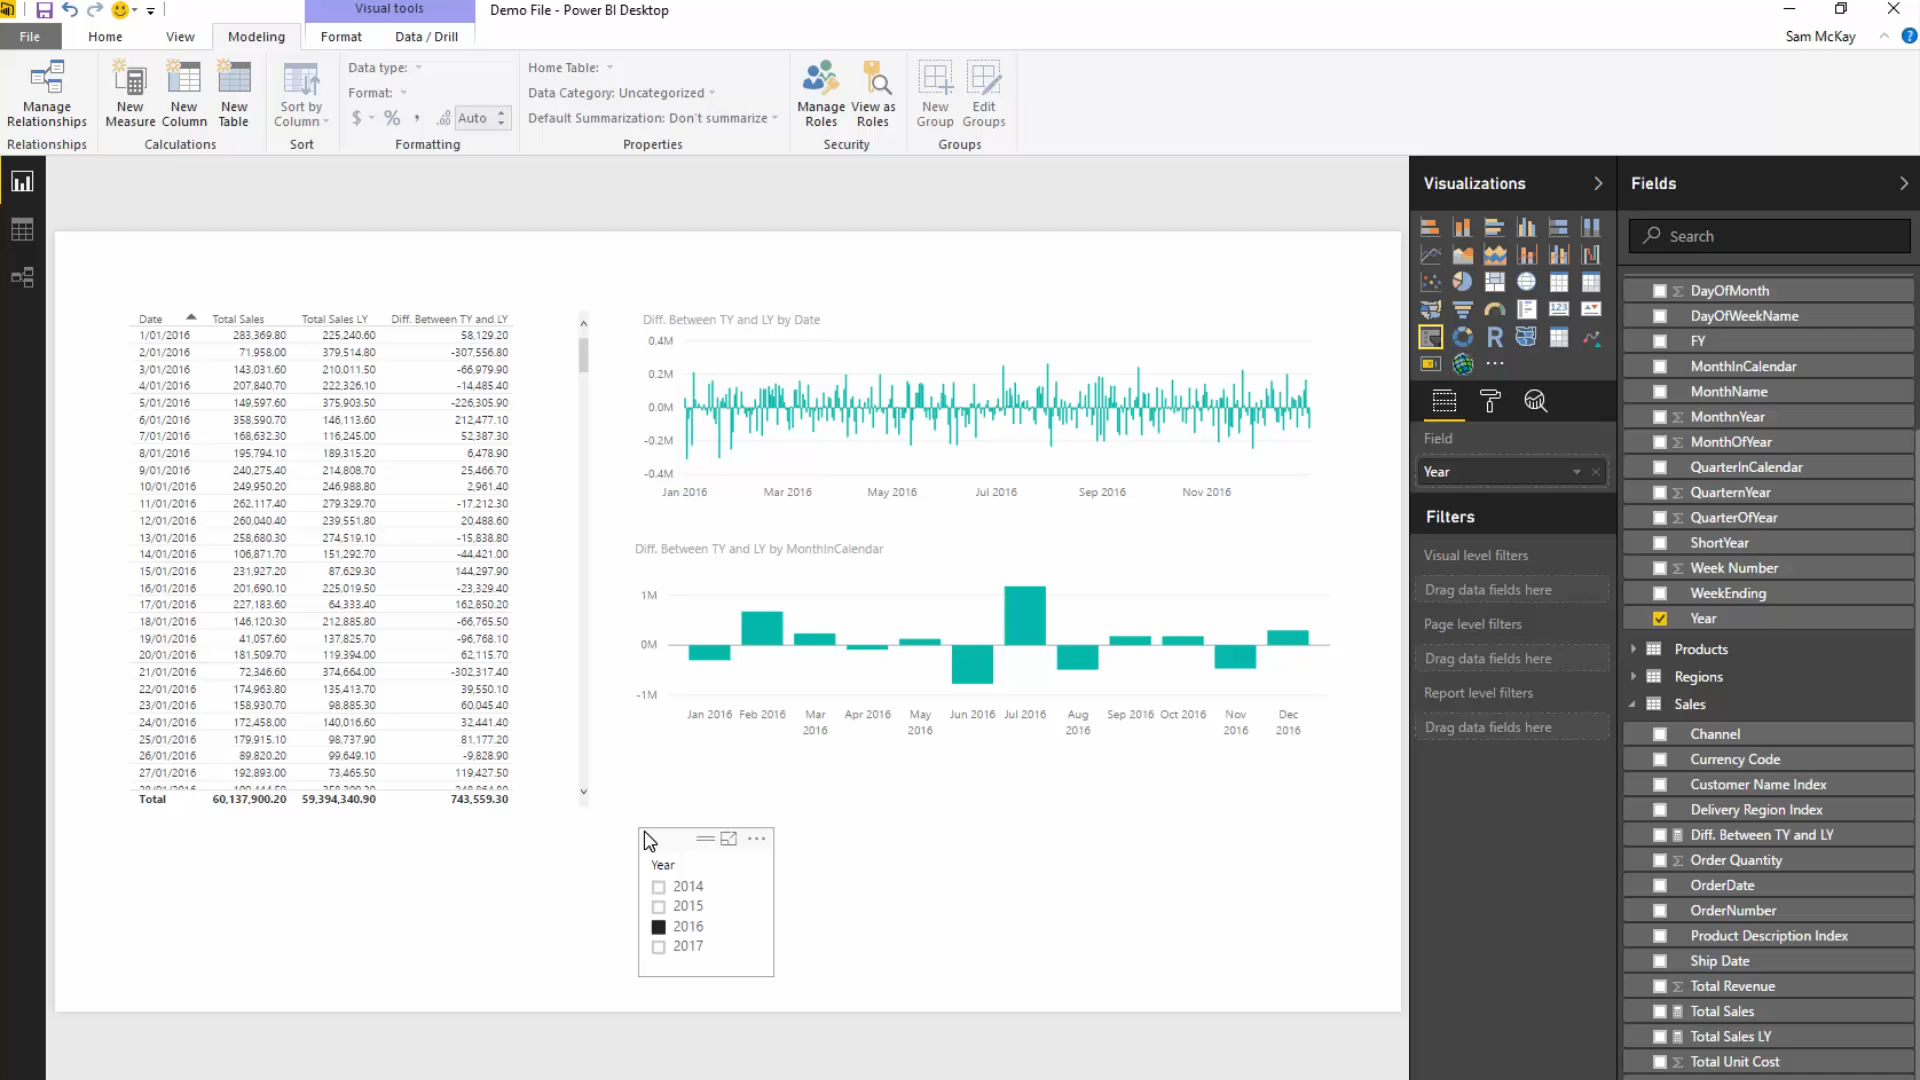 Visual tools
Demo File - Power BI Desktop
File Home View Modeling Format Data / Drill
Sam McKay
Manage Relationships
New Measure
New Column
New Table
Sort by Column
Data type:
Format:
$ % , .00 Auto
Home Table:
Data Category: Uncategorized
Default Summarization: Don't summarize
Manage Roles
View as Roles
New Group
Edit Groups
Relationships Calculations Sort Formatting Properties Security Groups
Date Total Sales Total Sales LY Diff. Between TY and LY
1/01/2016 283,369.80 225,240.60 58,129.20
2/01/2016 71,958.00 379,514.80 -307,556.80
3/01/2016 143,031.60 210,011.50 -66,979.90
4/01/2016 207,840.70 222,326.10 -14,485.40
5/01/2016 149,597.60 375,903.50 -226,305.90
6/01/2016 358,590.70 146,113.60 212,477.10
7/01/2016 168,632.30 116,245.00 52,387.30
8/01/2016 195,794.10 189,315.20 6,478.90
9/01/2016 240,275.40 214,808.70 25,466.70
10/01/2016 249,950.20 246,988.80 2,961.40
11/01/2016 262,117.40 279,329.70 -17,212.30
12/01/2016 260,040.40 239,551.80 20,488.60
13/01/2016 258,680.30 274,519.10 -15,838.80
14/01/2016 106,871.70 151,292.70 -44,421.00
15/01/2016 231,927.20 87,629.30 144,297.90
16/01/2016 201,690.10 225,019.50 -23,329.40
17/01/2016 227,183.60 64,333.40 162,850.20
18/01/2016 146,120.30 212,885.80 -66,765.50
19/01/2016 41,057.60 137,825.70 -96,768.10
20/01/2016 181,509.70 119,394.00 62,115.70
21/01/2016 72,346.60 374,664.00 -302,317.40
22/01/2016 174,963.80 135,413.70 39,550.10
23/01/2016 158,930.70 98,885.30 60,045.40
24/01/2016 172,458.00 140,016.60 32,441.40
25/01/2016 179,915.10 98,737.90 81,177.20
26/01/2016 89,820.20 99,649.10 -9,828.90
27/01/2016 192,893.00 73,465.50 119,427.50
Total 60,137,900.20 59,394,340.90 743,559.30
Diff. Between TY and LY by Date
0.4M
0.2M
0.0M
-0.2M
-0.4M
Jan 2016 Mar 2016 May 2016 Jul 2016 Sep 2016 Nov 2016
Diff. Between TY and LY by MonthInCalendar
1M
0M
-1M
Jan 2016 Feb 2016 Mar 2016 Apr 2016 May 2016 Jun 2016 Jul 2016 Aug 2016 Sep 2016 Oct 2016 Nov 2016 Dec 2016
Year
2014
2015
2016
2017
Visualizations
Field
Year
Filters
Visual level filters
Drag data fields here
Page level filters
Drag data fields here
Report level filters
Drag data fields here
Fields
Search
DayOfMonth
DayOfWeekName
FY
MonthInCalendar
MonthName
MonthnYear
MonthOfYear
QuarterInCalendar
QuarternYear
QuarterOfYear
ShortYear
Week Number
WeekEnding
Year
Products
Regions
Sales
Channel
Currency Code
Customer Name Index
Delivery Region Index
Diff. Between TY and LY
Order Quantity
OrderDate
OrderNumber
Product Description Index
Ship Date
Total Revenue
Total Sales
Total Sales LY
Total Unit Cost